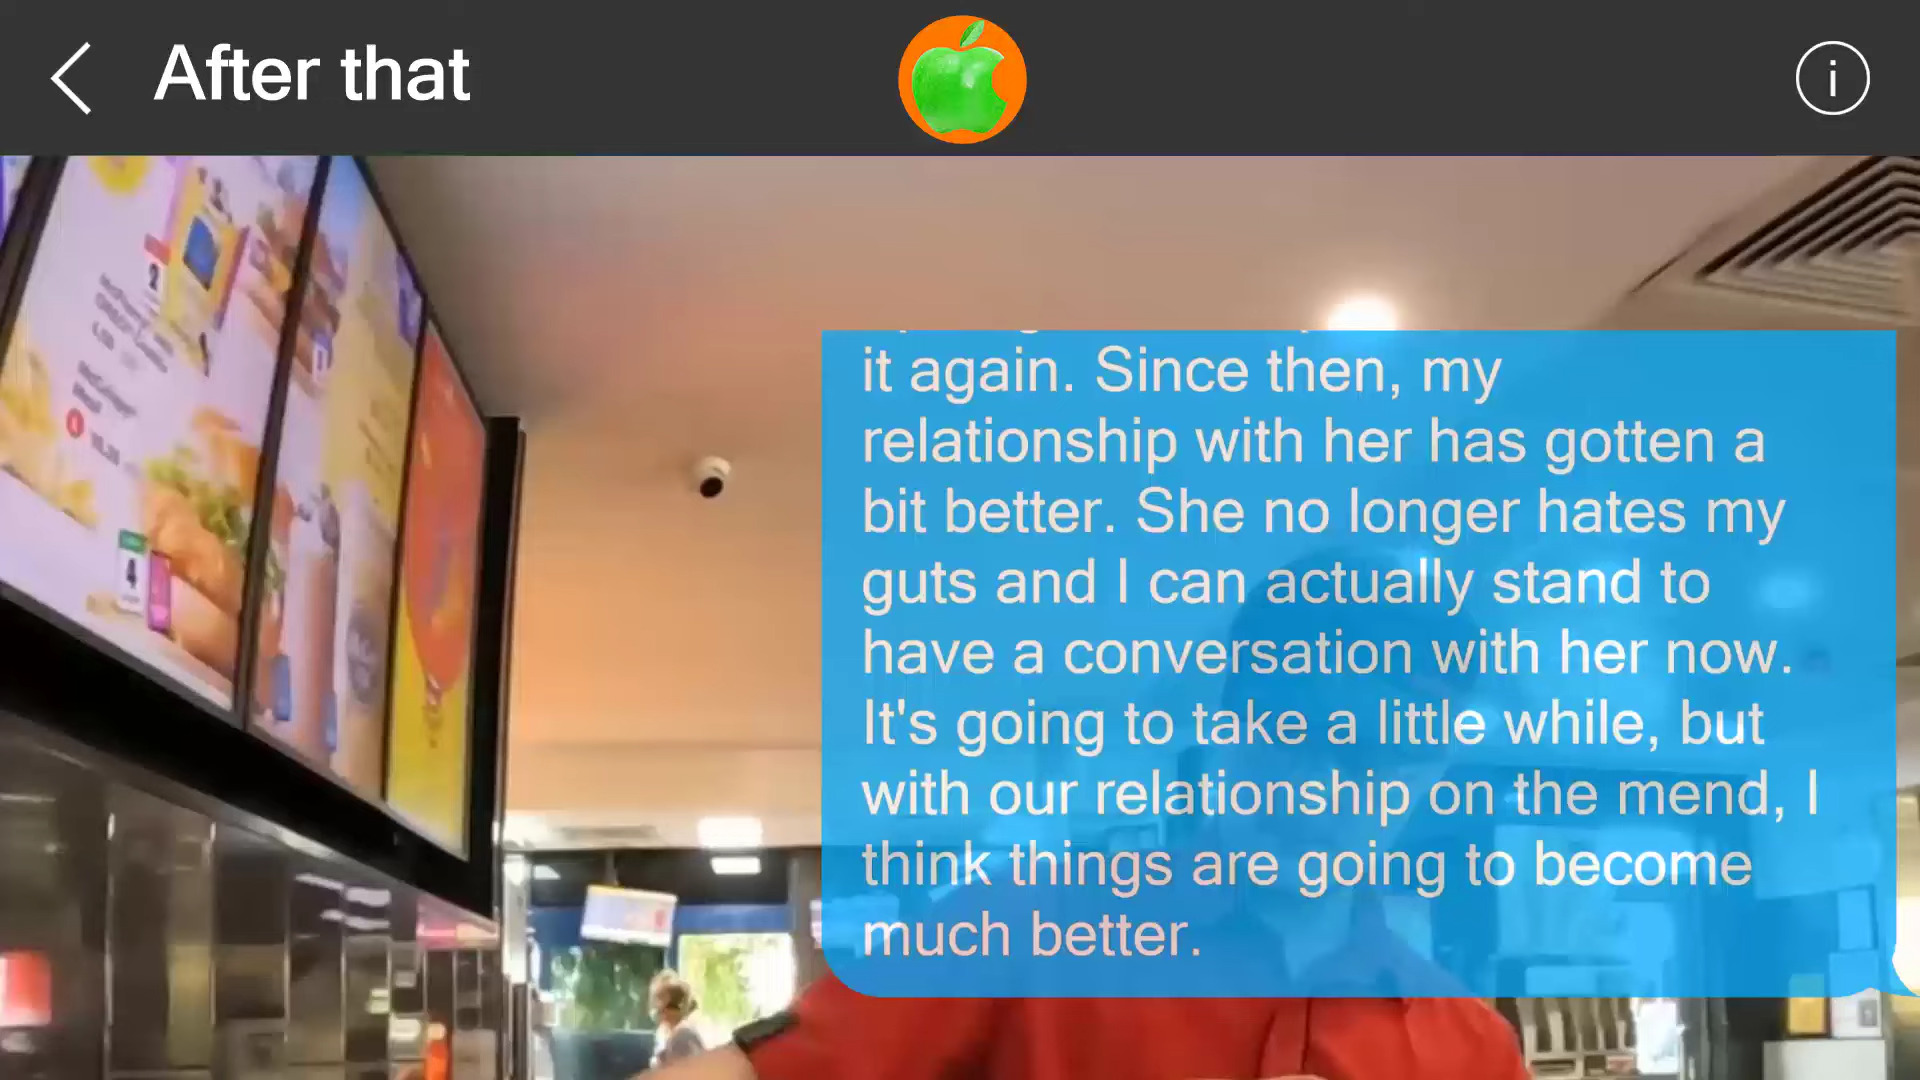 After that
i
it again. Since then, my
relationship with her has gotten a
bit better. She no longer hates my
guts and I can actually stand to
have a conversation with her now.
It's going to take a little while, but
with our relationship on the mend, I
think things are going to become
much better.
2
4